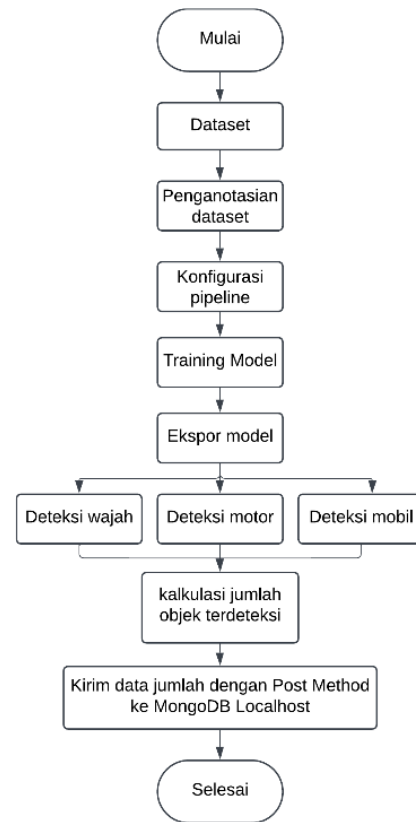 Mulai
Dataset
Penganotasian
dataset
Konfigurasi
pipeline
Training Model
Ekspor model
Deteksi wajah
Deteksi motor
Deteksi mobil
kalkulasi jumlah
objek terdeteksi
Kirim data jumlah dengan Post Method
ke MongoDB Localhost
Selesai